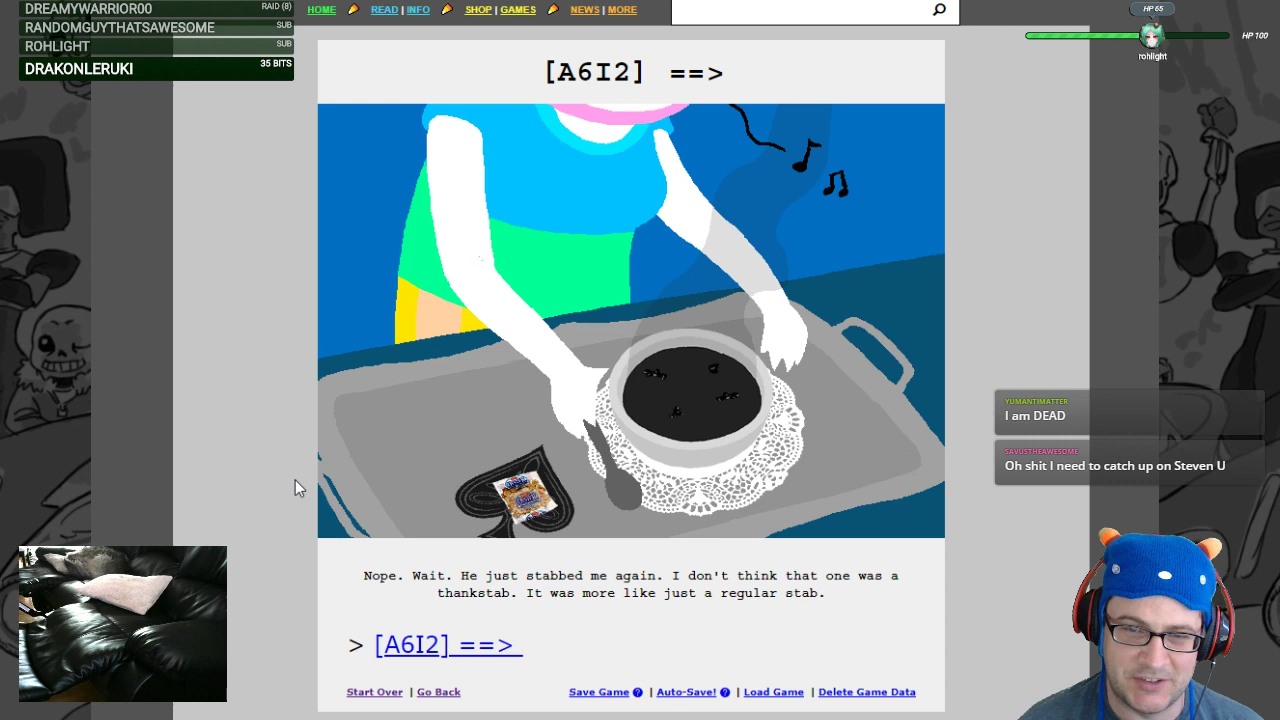 DREAMYWARRIOR00 RAID (8)
RANDOMGUYTHATSAWESOME SUB
ROHLIGHT SUB
DRAKONLERUKI 35 BITS
HOME READ | INFO SHOP | GAMES NEWS | MORE
HP 65
HP 100
rohlight
[A6I2] ==>
YUMANTIMATTER
I am DEAD
SAVUSTHEAWESOME
Oh shit I need to catch up on Steven U
Nope. Wait. He just stabbed me again. I don't think that one was a
thankstab. It was more like just a regular stab.
> [A6I2] ==>
Start Over | Go Back Save Game ? | Auto-Save! ? | Load Game | Delete Game Data